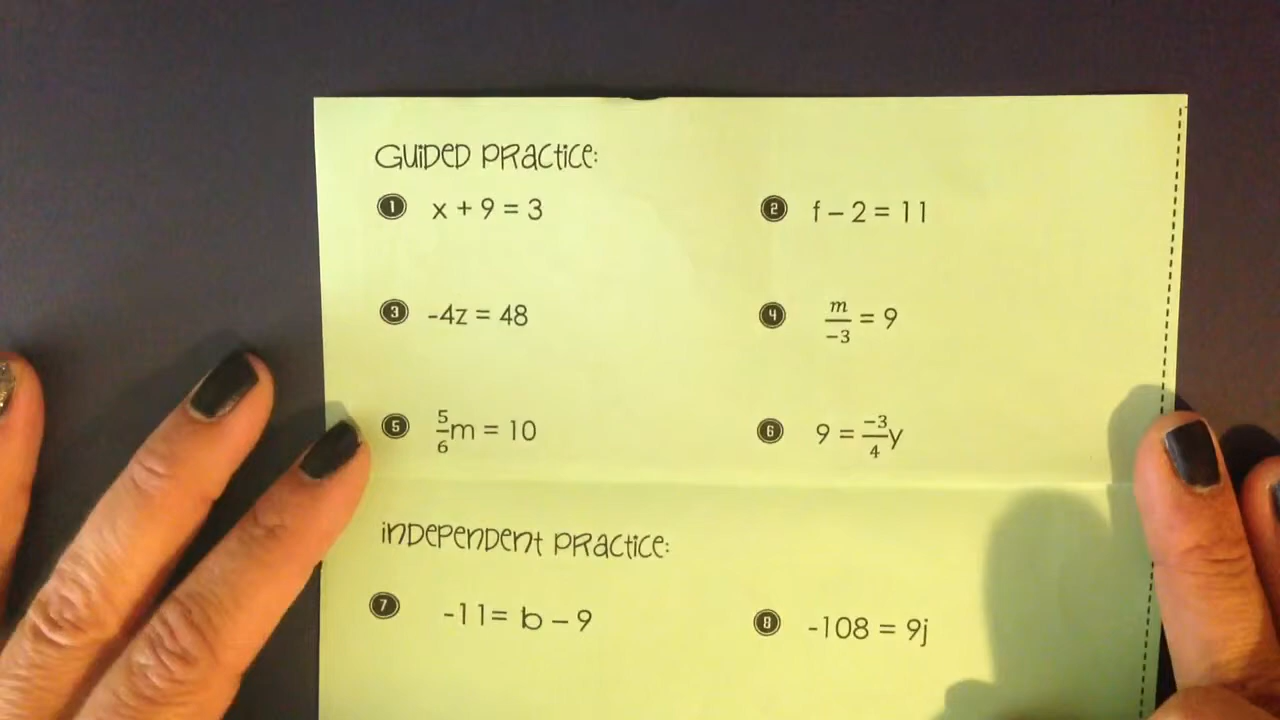 GUIDED PRACTICE:
1 x + 9 = 3
2 f – 2 = 11
3 -4z = 48
4 m/−3 = 9
5 5/6m = 10
6 9 = −3/4y
INDEPENDENT PRACTICE:
7 -11= b – 9
8 -108 = 9j